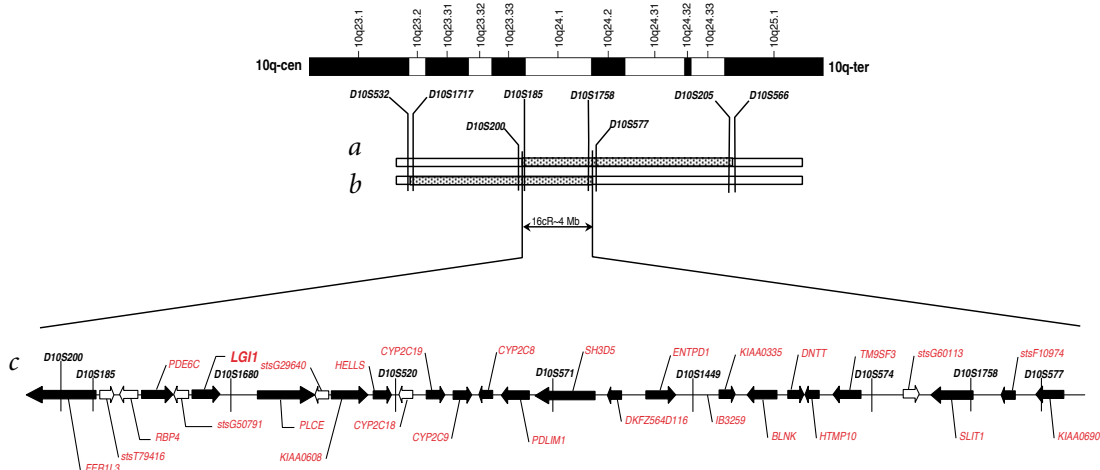 10q23.1 10q23.2 10q23.31 10q23.32 10q23.33 10q24.1 10q24.2 10q24.31 10q24.32 10q24.33 10q25.1
10q-cen 10q-ter
D10S532 D10S1717 D10S185 D10S1758 D10S205 D10S566
D10S200 D10S577
a
b
16cR~4 Mb
c
D10S200 PDE6C LGI1 stsG29640 HELLS CYP2C19 CYP2C8 SH3D5 ENTPD1 KIAA0335 DNTT TM9SF3 stsG60113 stsF10974
D10S185 D10S1680 D10S520 D10S571 D10S1449 D10S574 D10S1758 D10S577
stsG50791 PLCE CYP2C18 DKFZ564D116 IB3259
RBP4 CYP2C9 PDLIM1 BLNK HTMP10 SLIT1 KIAA0690
stsT79416 KIAA0608
FER1L3